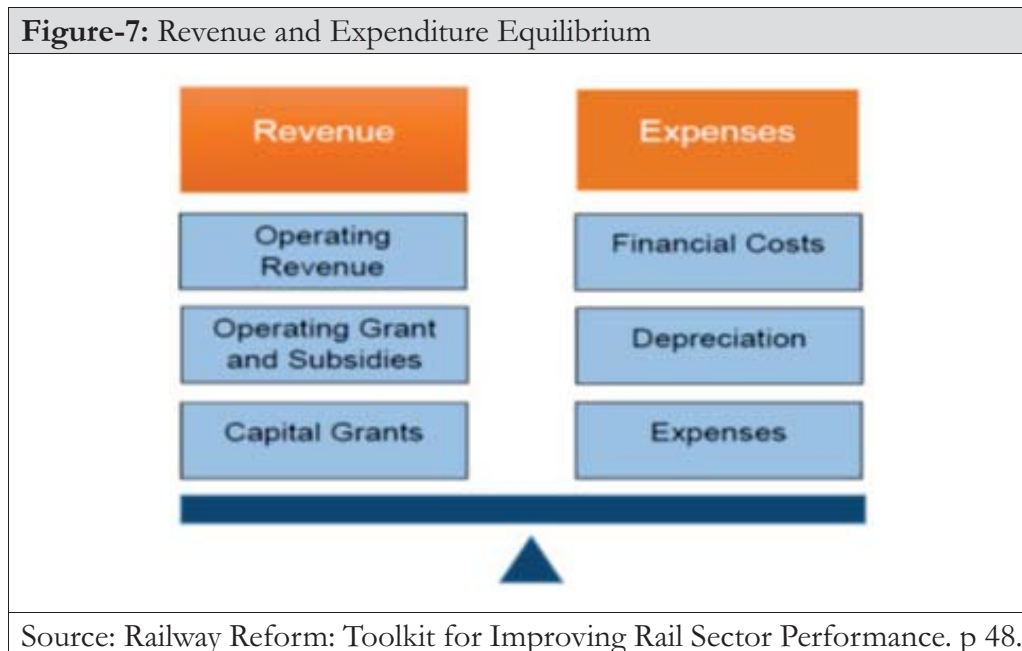 Figure-7: Revenue and Expenditure Equilibrium
Revenue
Expenses
Operating
Revenue
Financial Costs
Operating Grant
and Subsidies
Depreciation
Capital Grants
Expenses
Source: Railway Reform: Toolkit for Improving Rail Sector Performance. p 48.